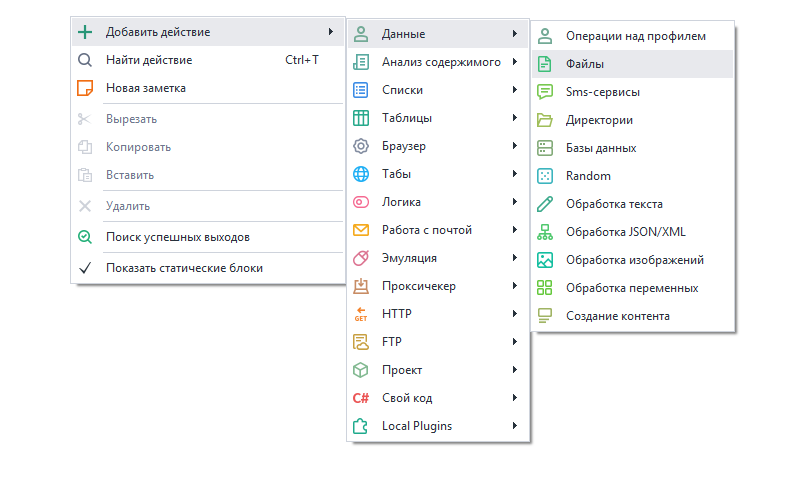 Добавить действие
Найти действие Ctrl+T
Новая заметка
Вырезать
Копировать
Вставить
Удалить
Поиск успешных выходов
Показать статические блоки
Данные
Анализ содержимого
Списки
Таблицы
Браузер
Табы
Логика
Работа с почтой
Эмуляция
Проксичекер
GET HTTP
FTP
Проект
C# Свой код
Local Plugins
Операции над профилем
Файлы
Sms-сервисы
Директории
Базы данных
Random
Обработка текста
Обработка JSON/XML
Обработка изображений
Обработка переменных
Создание контента